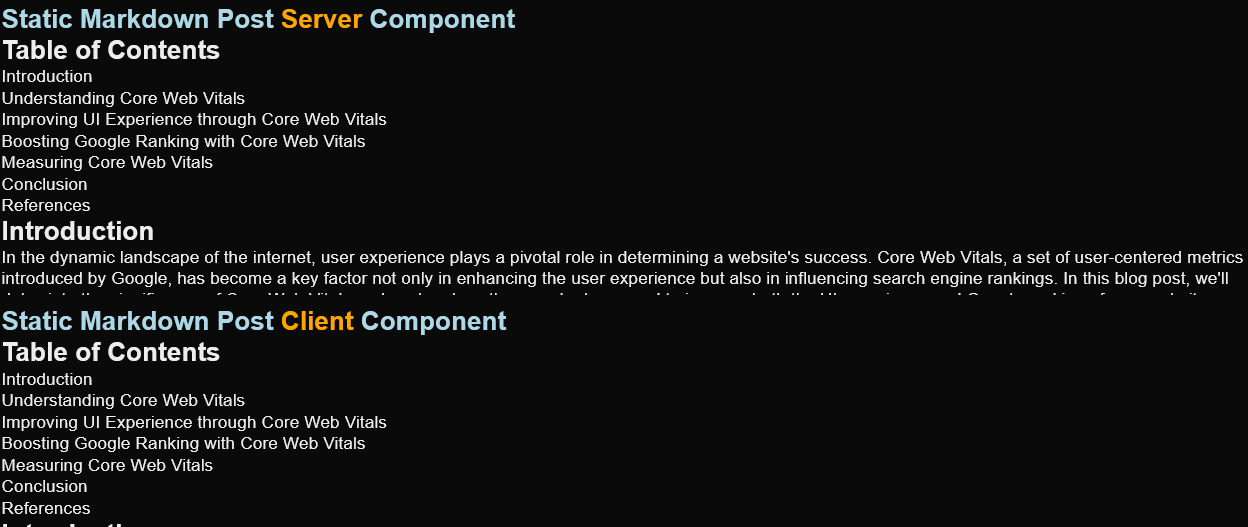 Static Markdown Post Server Component
Table of Contents
Introduction
Understanding Core Web Vitals
Improving UI Experience through Core Web Vitals
Boosting Google Ranking with Core Web Vitals
Measuring Core Web Vitals
Conclusion
References
Introduction
In the dynamic landscape of the internet, user experience plays a pivotal role in determining a website's success. Core Web Vitals, a set of user-centered metrics
introduced by Google, has become a key factor not only in enhancing the user experience but also in influencing search engine rankings. In this blog post, we'll
Static Markdown Post Client Component
Table of Contents
Introduction
Understanding Core Web Vitals
Improving UI Experience through Core Web Vitals
Boosting Google Ranking with Core Web Vitals
Measuring Core Web Vitals
Conclusion
References